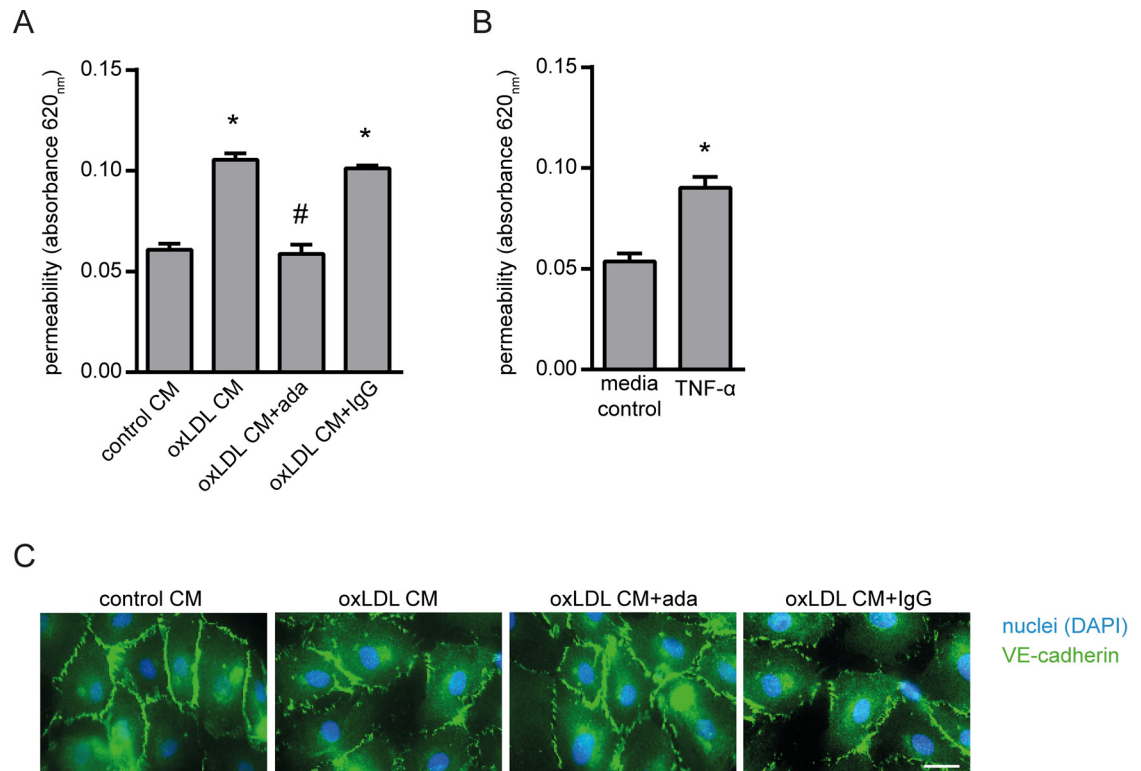 A
permeability (absorbance 620nm)
0.15
0.10
0.05
0.00
*
#
*
control CM
oxLDL CM
oxLDL CM+ada
oxLDL CM+IgG
B
permeability (absorbance 620nm)
0.15
0.10
0.05
0.00
*
media
control
TNF-α
C
control CM
oxLDL CM
oxLDL CM+ada
oxLDL CM+IgG
nuclei (DAPI)
VE-cadherin